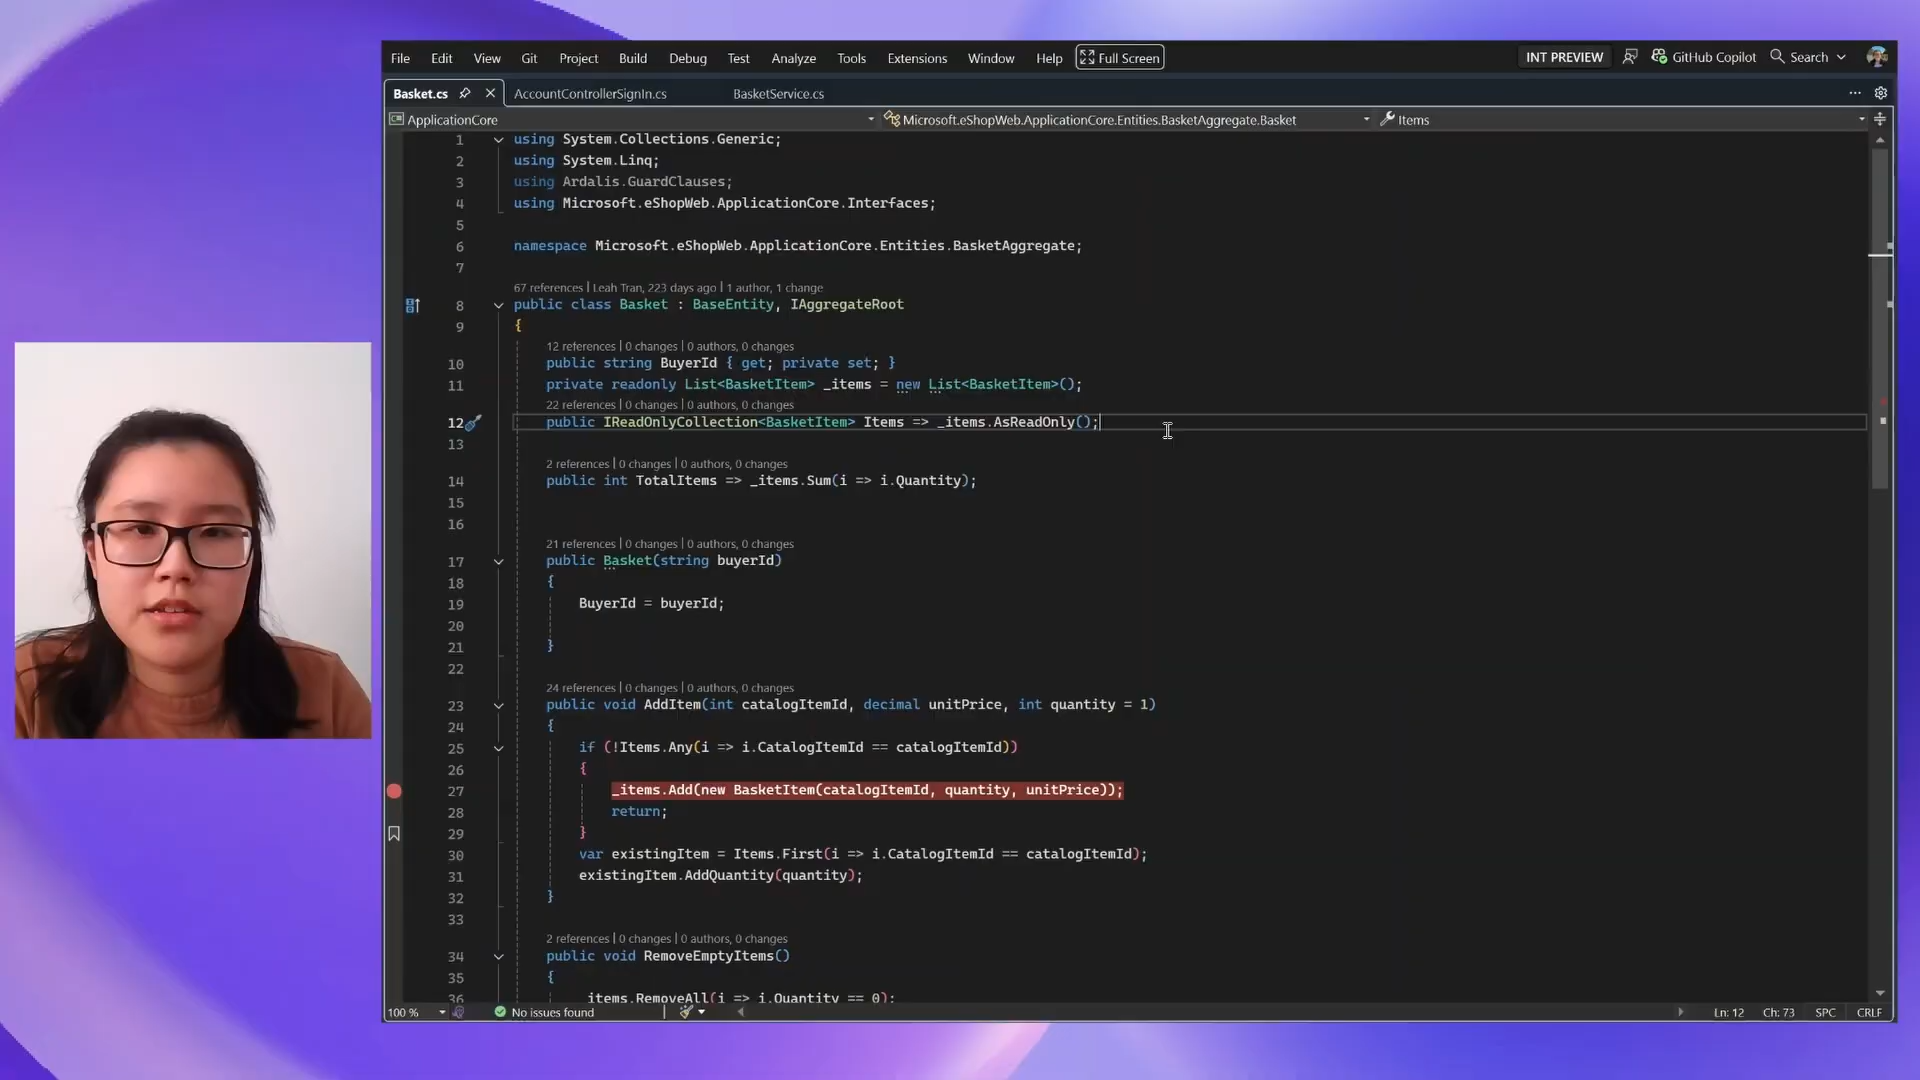 File Edit View Git Project Build Debug Test Analyze Tools Extensions Window Help Full Screen INT PREVIEW GitHub Copilot Search
Basket.cs AccountControllerSignIn.cs BasketService.cs
ApplicationCore Microsoft.eShopWeb.ApplicationCore.Entities.BasketAggregate.Basket Items
1 using System.Collections.Generic;
2 using System.Linq;
3 using Ardalis.GuardClauses;
4 using Microsoft.eShopWeb.ApplicationCore.Interfaces;
5
6 namespace Microsoft.eShopWeb.ApplicationCore.Entities.BasketAggregate;
7
67 references | Leah Tran, 223 days ago | 1 author, 1 change
8 public class Basket : BaseEntity, IAggregateRoot
9 {
12 references | 0 changes | 0 authors, 0 changes
10 public string BuyerId { get; private set; }
11 private readonly List<BasketItem> _items = new List<BasketItem>();
22 references | 0 changes | 0 authors, 0 changes
12 public IReadOnlyCollection<BasketItem> Items => _items.AsReadOnly();
13
2 references | 0 changes | 0 authors, 0 changes
14 public int TotalItems => _items.Sum(i => i.Quantity);
15
16
21 references | 0 changes | 0 authors, 0 changes
17 public Basket(string buyerId)
18 {
19 BuyerId = buyerId;
20
21 }
22
24 references | 0 changes | 0 authors, 0 changes
23 public void AddItem(int catalogItemId, decimal unitPrice, int quantity = 1)
24 {
25 if (!Items.Any(i => i.CatalogItemId == catalogItemId))
26 {
27 _items.Add(new BasketItem(catalogItemId, quantity, unitPrice));
28 return;
29 }
30 var existingItem = Items.First(i => i.CatalogItemId == catalogItemId);
31 existingItem.AddQuantity(quantity);
32 }
33
2 references | 0 changes | 0 authors, 0 changes
34 public void RemoveEmptyItems()
35 {
36 _items.RemoveAll(i => i.Quantity == 0);
100 % No issues found Ln: 12 Ch: 73 SPC CRLF